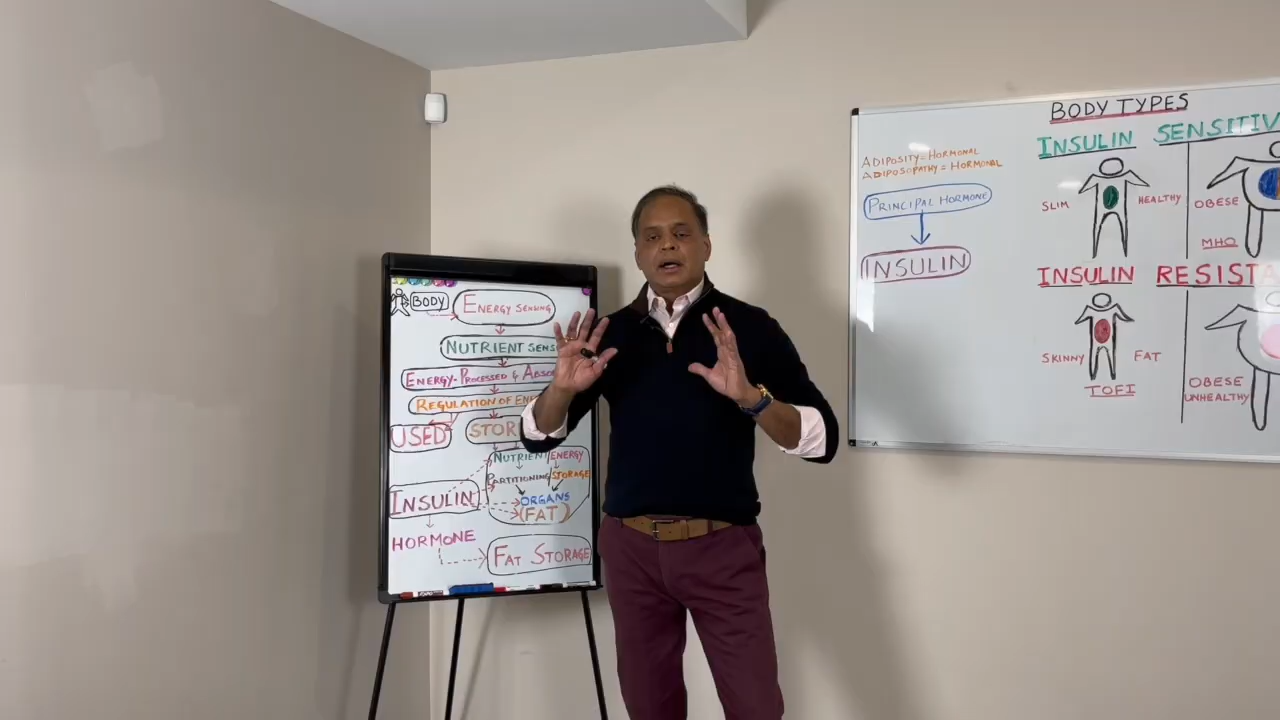 BODY
ENERGY SENSING
NUTRIENT SENS
ENERGY-PROCESSED & ABSO
REGULATION OF ENE
USED
STOR
NUTRIENT/ENERGY
PARTITIONING/STORAGE
ORGANS
(FAT)
INSULIN
HORMONE
FAT STORAGE
BODY TYPES
ADIPOSITY = HORMONAL
ADIPOSOPATHY = HORMONAL
PRINCIPAL HORMONE
INSULIN
INSULIN SENSITIV
SLIM
HEALTHY
OBESE
MHO
INSULIN RESISTA
SKINNY
FAT
TOFI
OBESE
UNHEALTHY